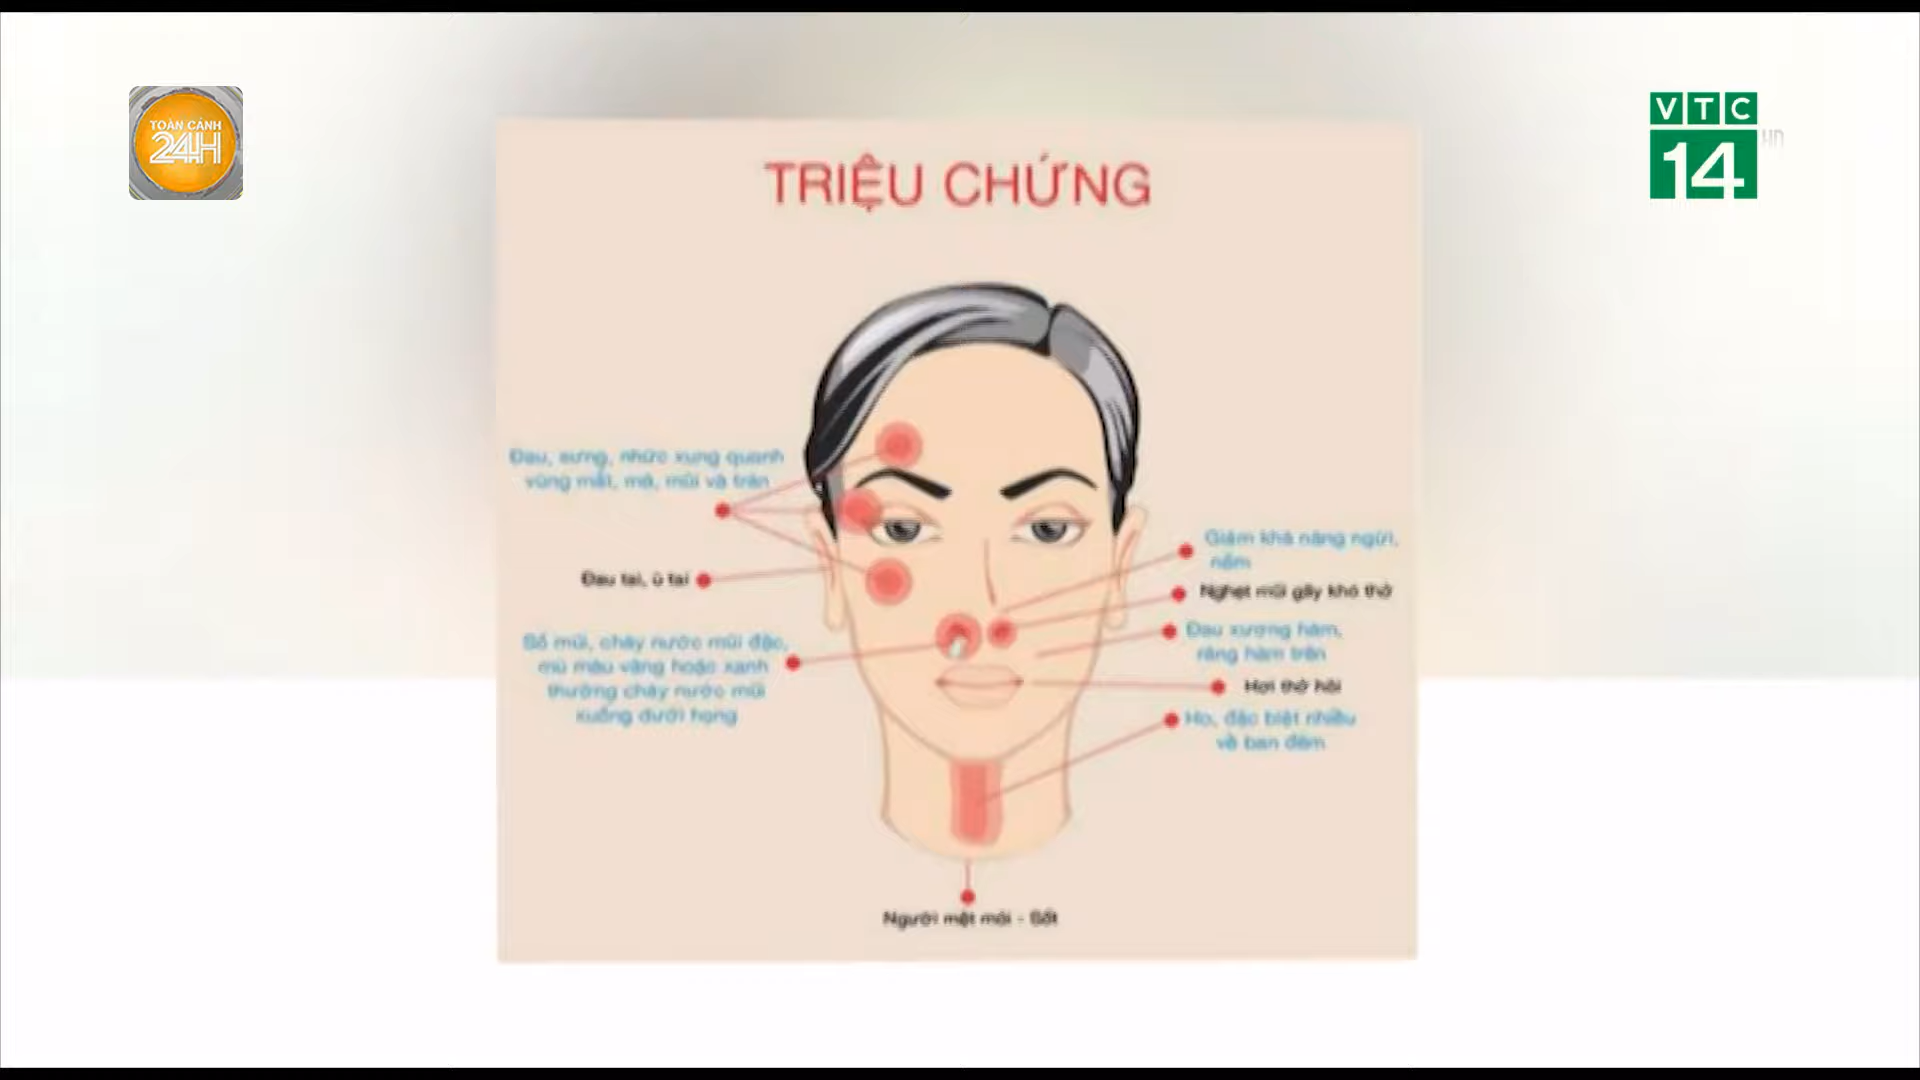 TOÀN CẢNH
24H
VTC
14
TRIỆU CHỨNG
Đau, sưng, nhức xung quanh
vùng mắt, má, mũi và trán
Đau tai, ù tai
Sổ mũi, chảy nước mũi đặc,
mủ màu vàng hoặc xanh
thường chảy nước mũi
xuống dưới họng
Giảm khả năng ngửi,
nếm
Nghẹt mũi gây khó thở
Đau xương hàm,
răng hàm trên
Hơi thở hôi
Ho, đặc biệt nhiều
về ban đêm
Người mệt mỏi - Sốt